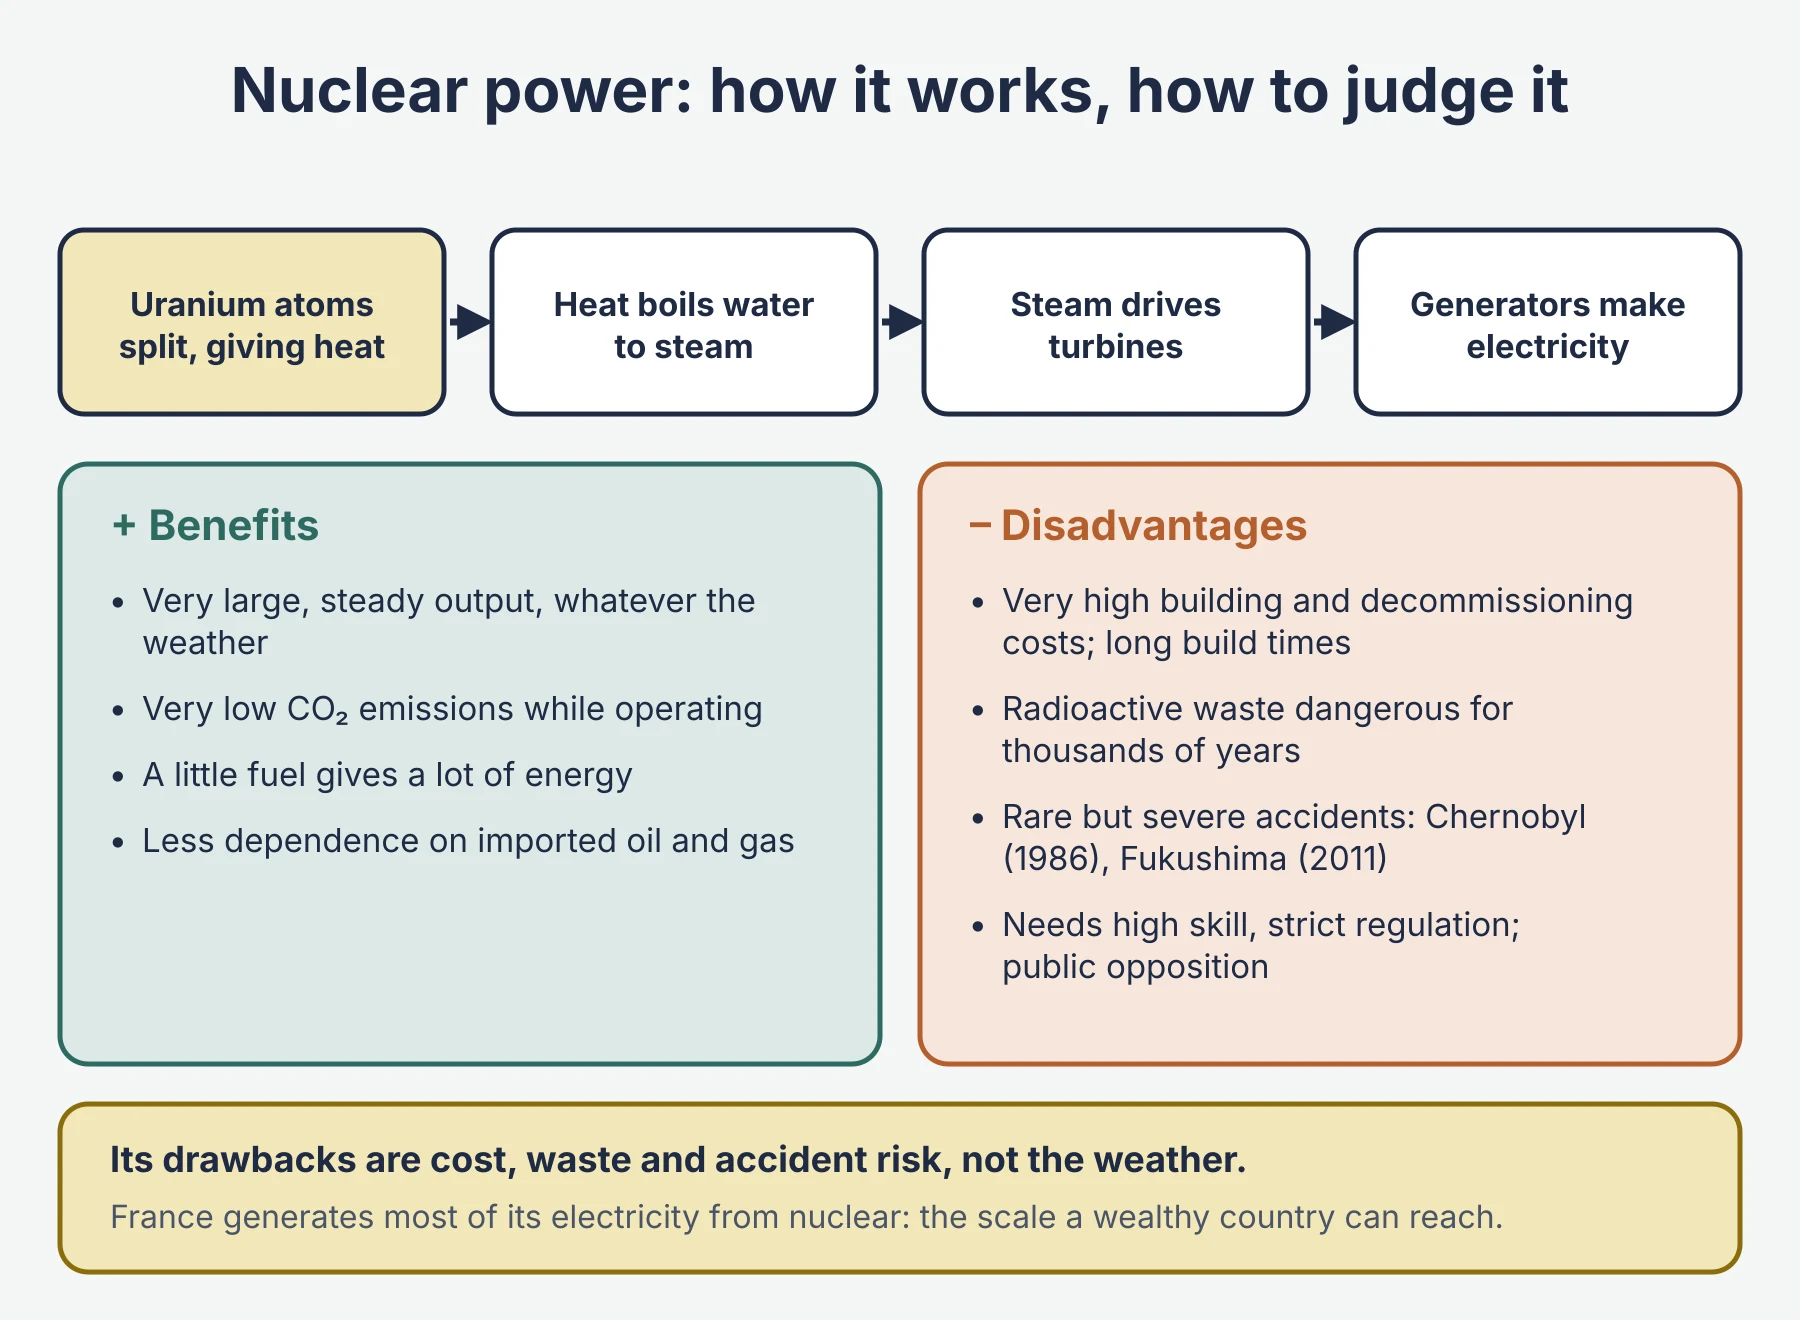 Nuclear power: how it works, how to judge it
Uranium atoms
split, giving heat
Heat boils water
to steam
Steam drives
turbines
Generators make
electricity
+ Benefits
• Very large, steady output, whatever the
weather
• Very low CO₂ emissions while operating
• A little fuel gives a lot of energy
• Less dependence on imported oil and gas
– Disadvantages
• Very high building and decommissioning
costs; long build times
• Radioactive waste dangerous for
thousands of years
• Rare but severe accidents: Chernobyl
(1986), Fukushima (2011)
• Needs high skill, strict regulation;
public opposition
Its drawbacks are cost, waste and accident risk, not the weather.
France generates most of its electricity from nuclear: the scale a wealthy country can reach.